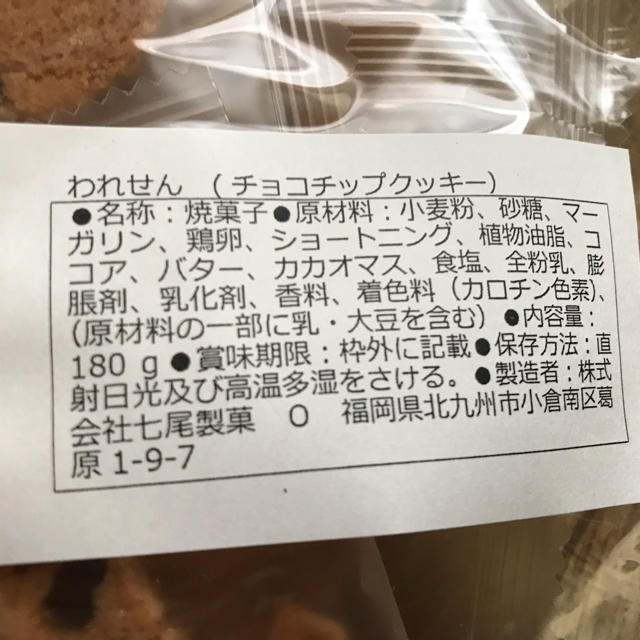 われせん （チョコチップクッキー）
●名称：焼菓子●原材料：小麦粉、砂糖、マー
ガリン、鶏卵、ショートニング、植物油脂、コ
コア、バター、カカオマス、食塩、全粉乳、膨
脹剤、乳化剤、香料、着色料（カロチン色素)、
(原材料の一部に乳・大豆を含む）●内容量：
180ｇ●賞味期限：枠外に記載●保存方法：直
射日光及び高温多湿をさける。●製造者：株式
会社七尾製菓　O　福岡県北九州市小倉南区葛
原 1-9-7